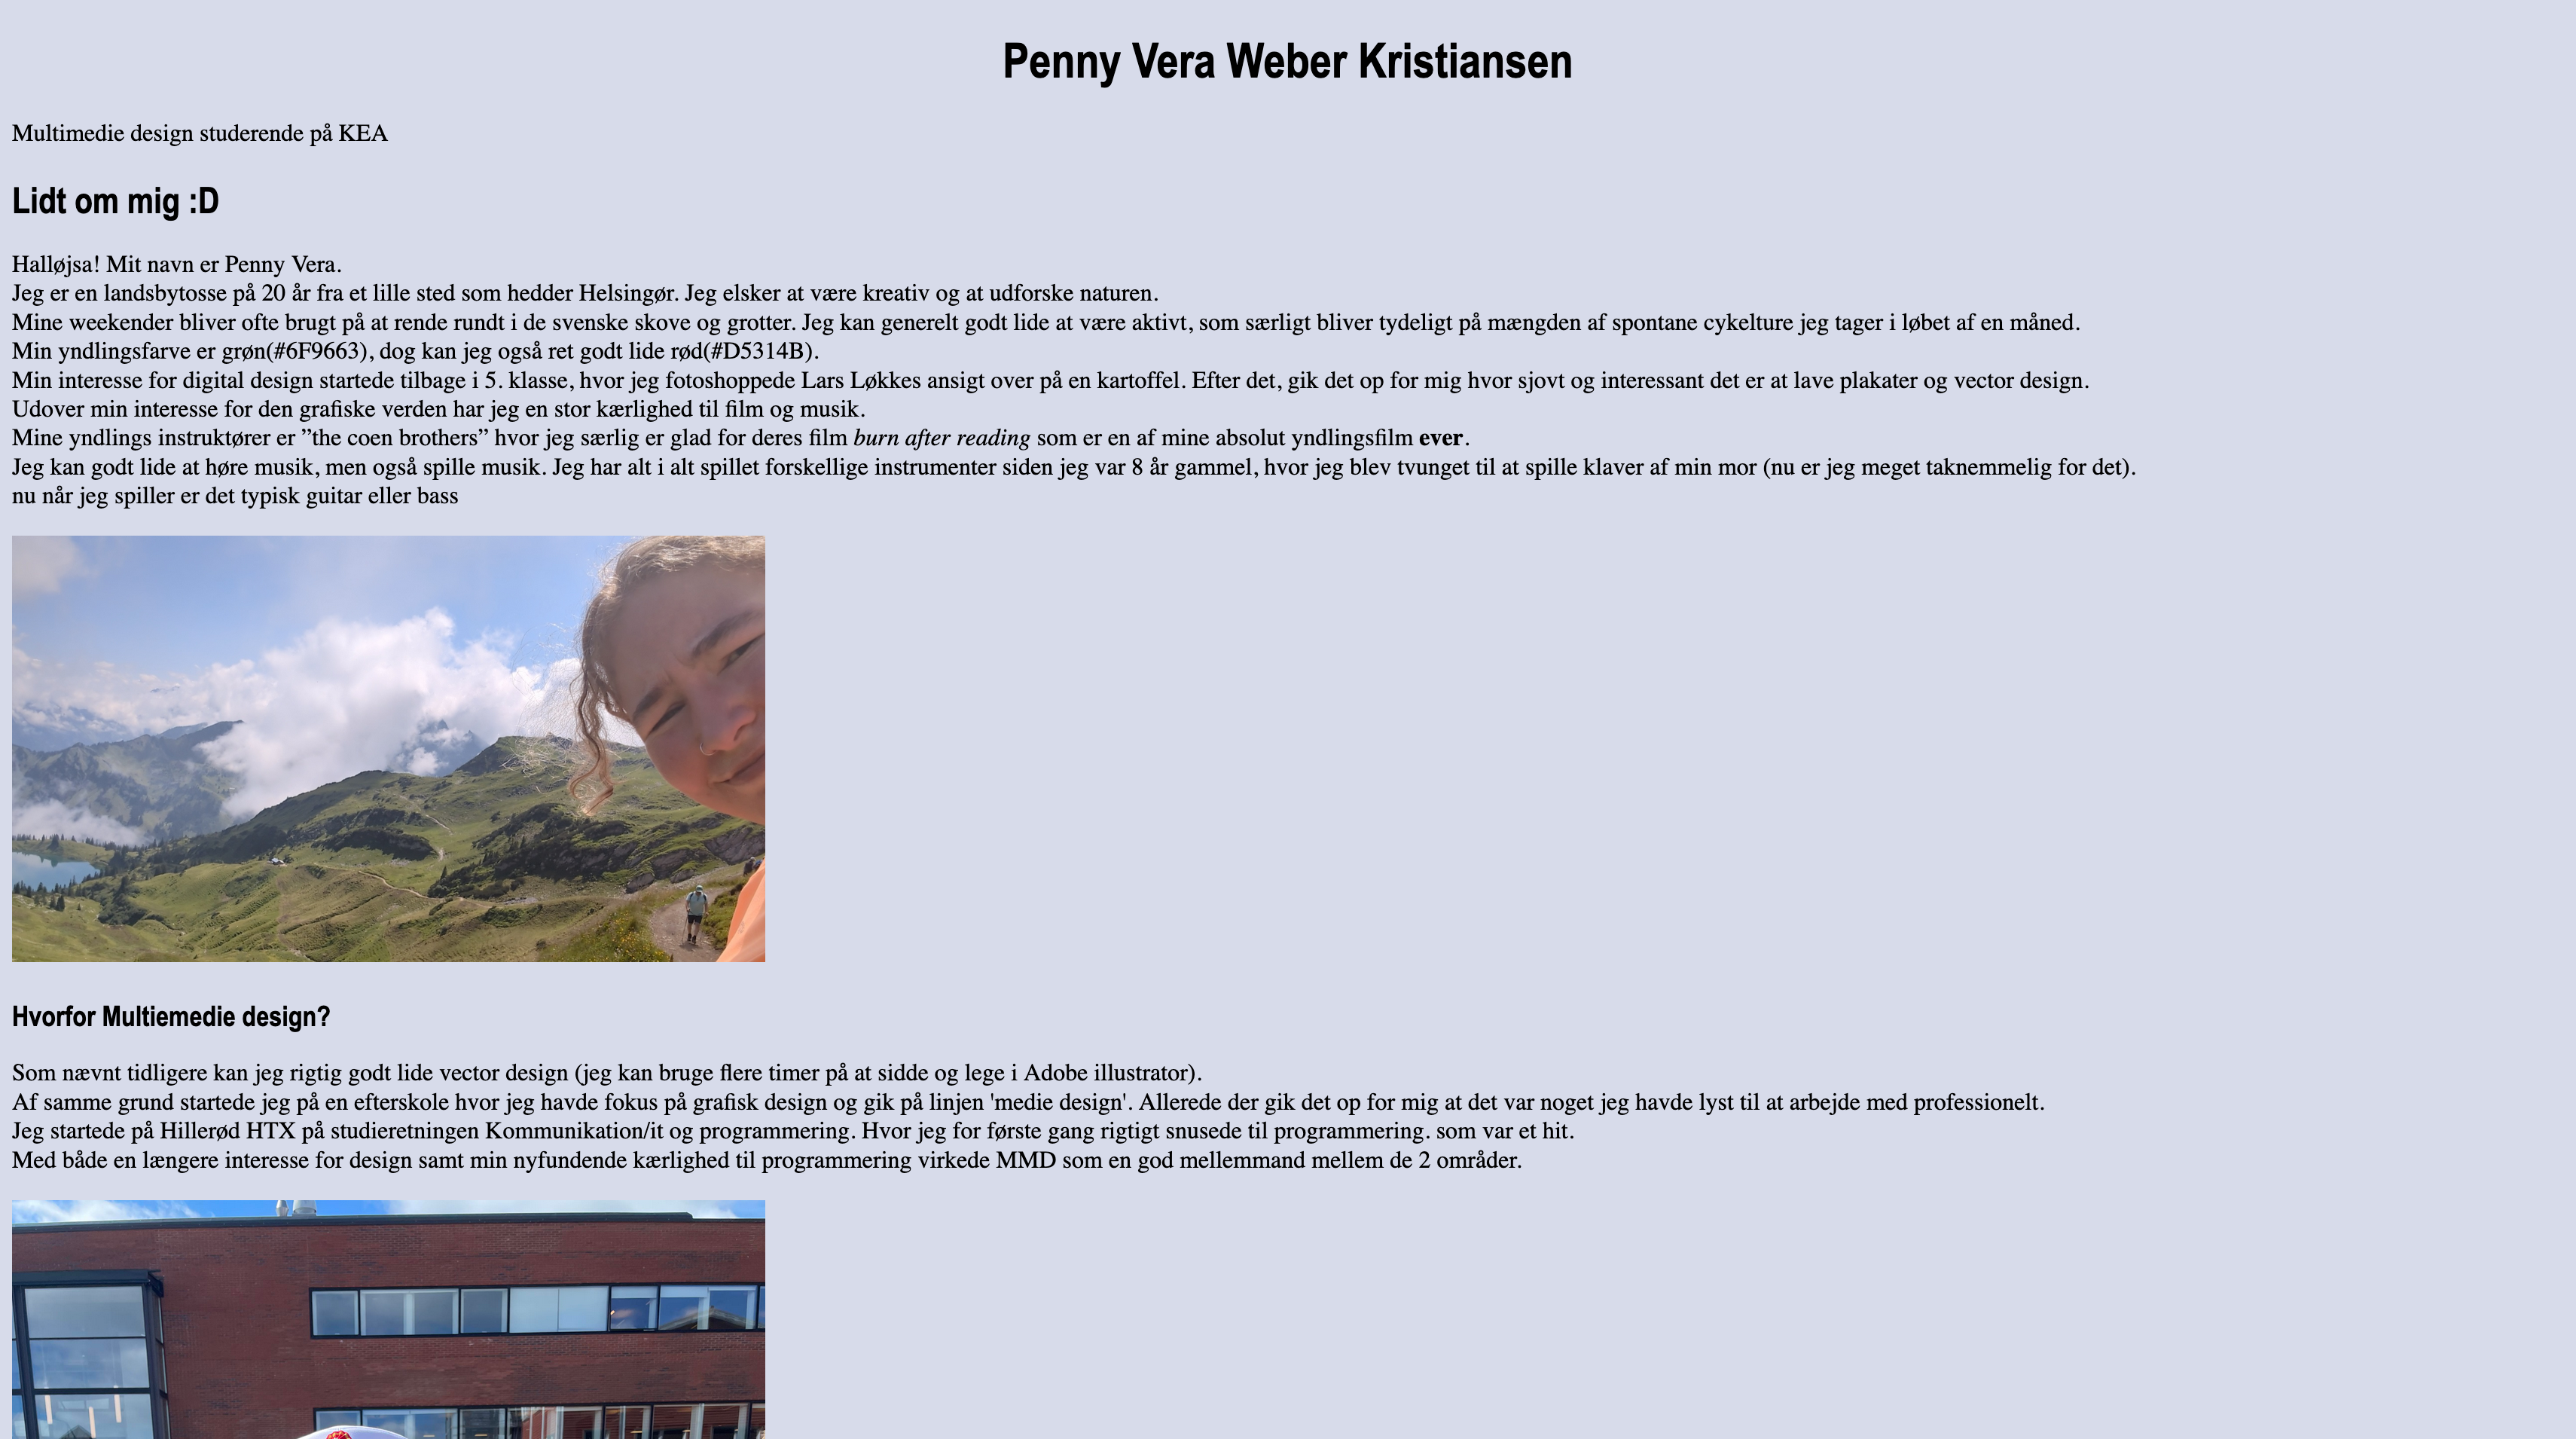 Penny Vera Weber Kristiansen
Multimedie design studerende på KEA
Lidt om mig :D
Halløjsa! Mit navn er Penny Vera.
Jeg er en landsbytosse på 20 år fra et lille sted som hedder Helsingør. Jeg elsker at være kreativ og at udforske naturen.
Mine weekender bliver ofte brugt på at rende rundt i de svenske skove og grotter. Jeg kan generelt godt lide at være aktivt, som særligt bliver tydeligt på mængden af spontane cykelture jeg tager i løbet af en måned.
Min yndlingsfarve er grøn(#6F9663), dog kan jeg også ret godt lide rød(#D5314B).
Min interesse for digital design startede tilbage i 5. klasse, hvor jeg fotoshoppede Lars Løkkes ansigt over på en kartoffel. Efter det, gik det op for mig hvor sjovt og interessant det er at lave plakater og vector design.
Udover min interesse for den grafiske verden har jeg en stor kærlighed til film og musik.
Mine yndlings instruktører er ”the coen brothers” hvor jeg særlig er glad for deres film burn after reading som er en af mine absolut yndlingsfilm ever.
Jeg kan godt lide at høre musik, men også spille musik. Jeg har alt i alt spillet forskellige instrumenter siden jeg var 8 år gammel, hvor jeg blev tvunget til at spille klaver af min mor (nu er jeg meget taknemmelig for det).
nu når jeg spiller er det typisk guitar eller bass
Hvorfor Multiemedie design?
Som nævnt tidligere kan jeg rigtig godt lide vector design (jeg kan bruge flere timer på at sidde og lege i Adobe illustrator).
Af samme grund startede jeg på en efterskole hvor jeg havde fokus på grafisk design og gik på linjen 'medie design'. Allerede der gik det op for mig at det var noget jeg havde lyst til at arbejde med professionelt.
Jeg startede på Hillerød HTX på studieretningen Kommunikation/it og programmering. Hvor jeg for første gang rigtigt snusede til programmering. som var et hit.
Med både en længere interesse for design samt min nyfundende kærlighed til programmering virkede MMD som en god mellemmand mellem de 2 områder.